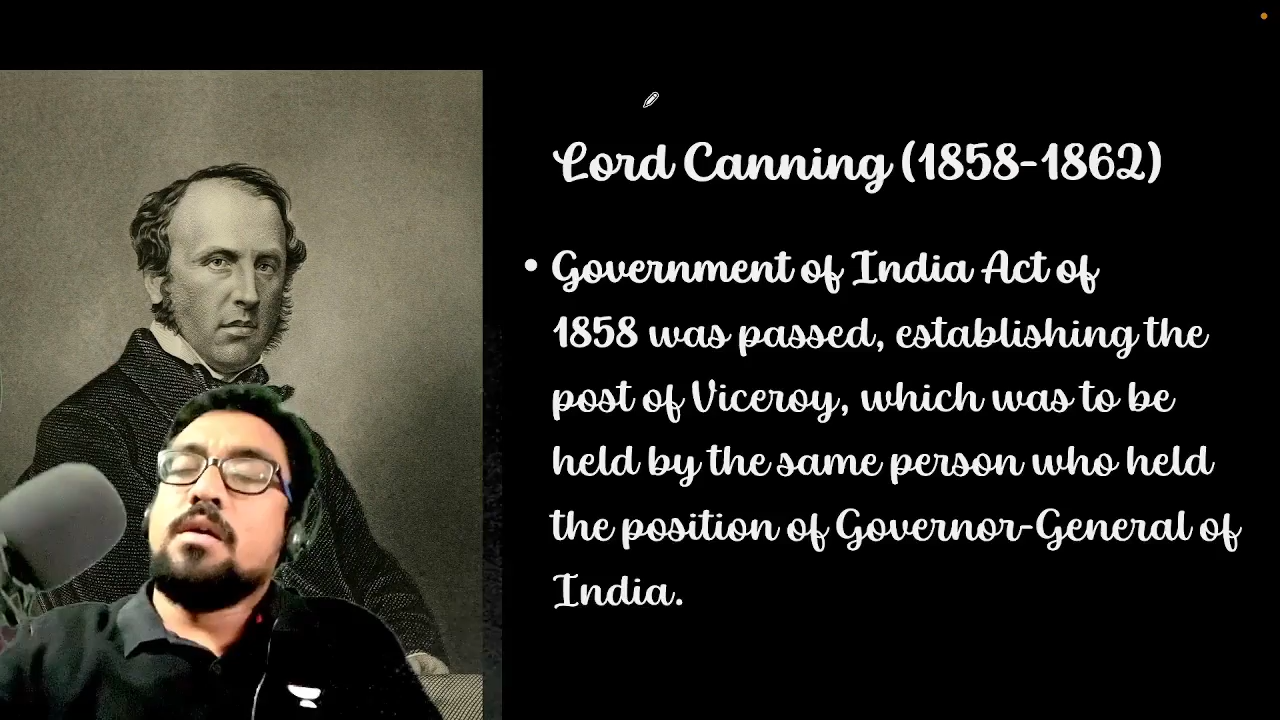 Lord Canning (1858-1862)
• Government of India Act of
1858 was passed, establishing the
post of Viceroy, which was to be
held by the same person who held
the position of Governor-General of
India.